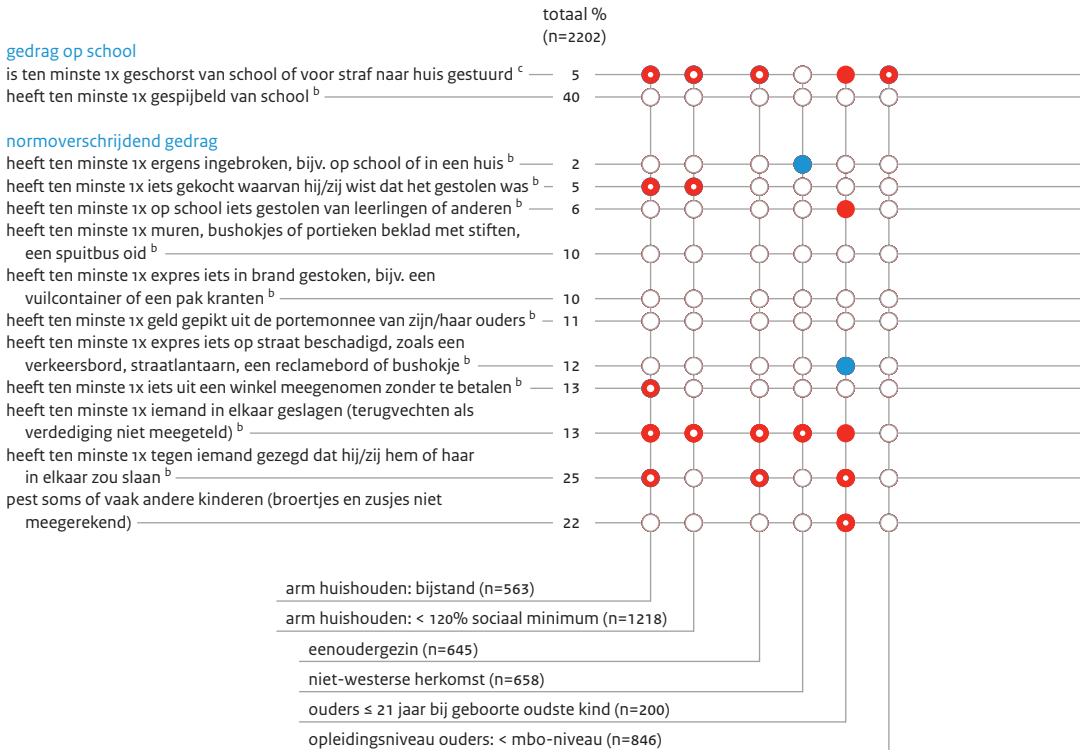 totaal %
(n=2202)
gedrag op school
is ten minste 1x geschorst van school of voor straf naar huis gestuurd c 5
heeft ten minste 1x gespijbeld van school b 40
normoverschrijdend gedrag
heeft ten minste 1x ergens ingebroken, bijv. op school of in een huis b 2
heeft ten minste 1x iets gekocht waarvan hij/zij wist dat het gestolen was b 5
heeft ten minste 1x op school iets gestolen van leerlingen of anderen b 6
heeft ten minste 1x muren, bushokjes of portieken beklad met stiften,
een spuitbus oid b 10
heeft ten minste 1x expres iets in brand gestoken, bijv. een
vuilcontainer of een pak kranten b 10
heeft ten minste 1x geld gepikt uit de portemonnee van zijn/haar ouders b 11
heeft ten minste 1x expres iets op straat beschadigd, zoals een
verkeersbord, straatlantaarn, een reclamebord of bushokje b 12
heeft ten minste 1x iets uit een winkel meegenomen zonder te betalen b 13
heeft ten minste 1x iemand in elkaar geslagen (terugvechten als
verdediging niet meegeteld) b 13
heeft ten minste 1x tegen iemand gezegd dat hij/zij hem of haar
in elkaar zou slaan b 25
pest soms of vaak andere kinderen (broertjes en zusjes niet
meegerekend) 22
arm huishouden: bijstand (n=563)
arm huishouden: < 120% sociaal minimum (n=1218)
eenoudergezin (n=645)
niet-westerse herkomst (n=658)
ouders ≤ 21 jaar bij geboorte oudste kind (n=200)
opleidingsniveau ouders: < mbo-niveau (n=846)